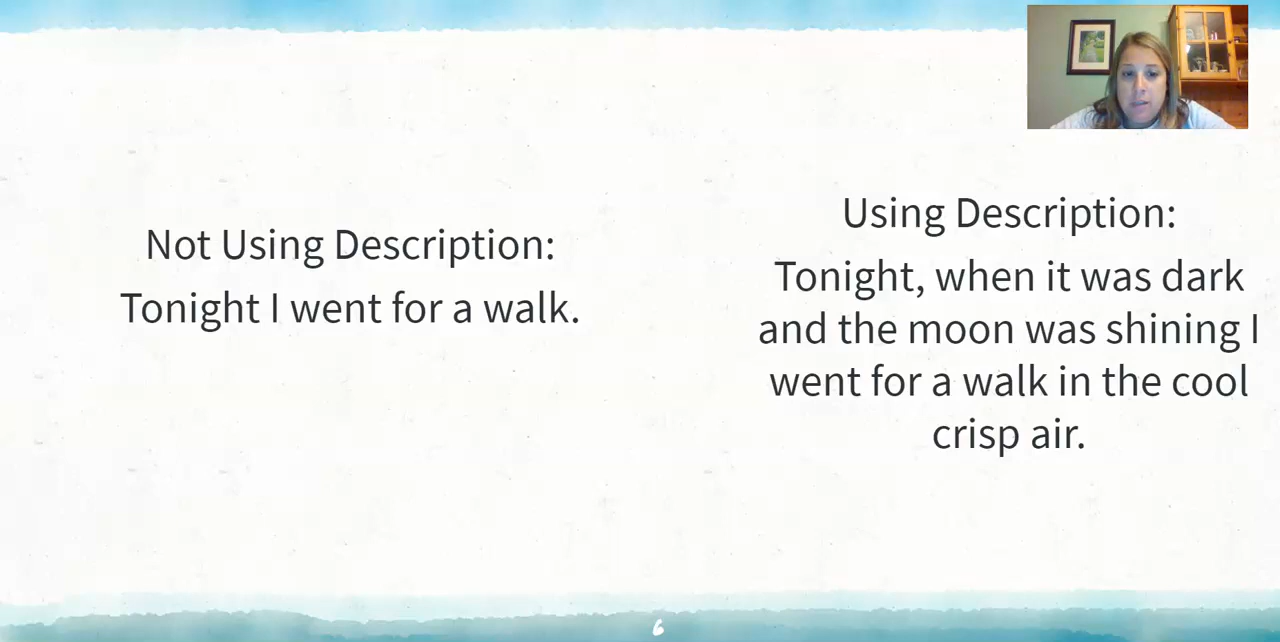 Not Using Description:
Tonight I went for a walk.
Using Description:
Tonight, when it was dark
and the moon was shining I
went for a walk in the cool
crisp air.
6